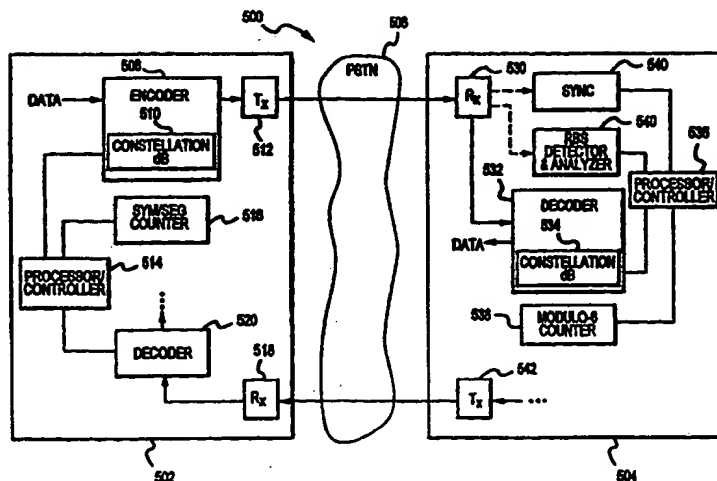 500
506
508
PSTN
530
540
DATA
ENCODER
TX
RX
SYNC
510
512
540
CONSTELLATION
dB
RBS
DETECTOR
& ANALYZER
536
532
PROCESSOR/
CONTROLLER
SYM/SEG
COUNTER
516
DECODER
534
DATA
514
PROCESSOR/
CONTROLLER
CONSTELLATION
dB
520
538
MODULO-6
COUNTER
DECODER
518
542
RX
TX
502
504